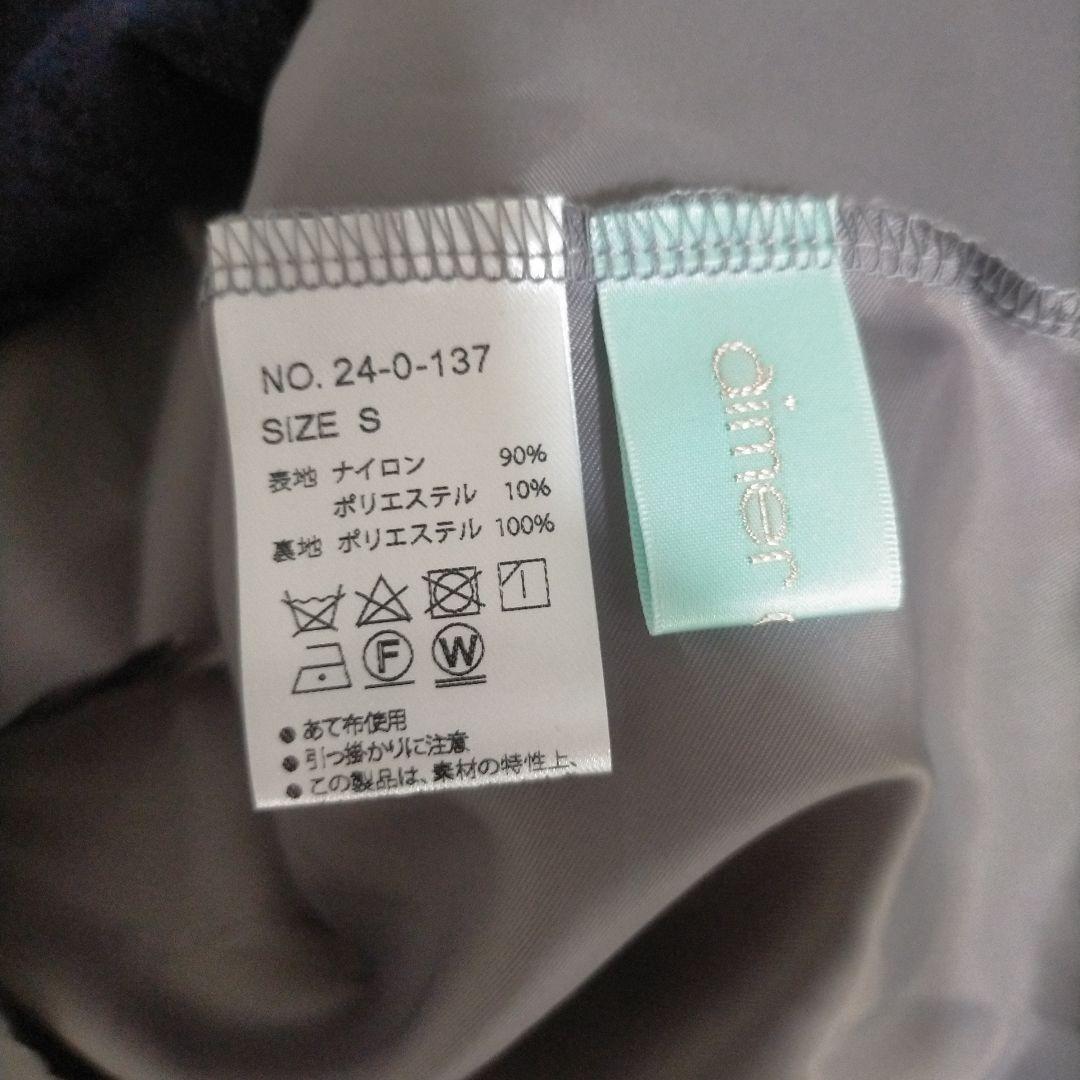 NO. 24-0-137
SIZE S
表地 ナイロン 90%
ポリエステル 10%
裏地 ポリエステル 100%
F W
● あて布使用
● 引っ掛かりに注意
● この製品は、素材の特性上、
aimer